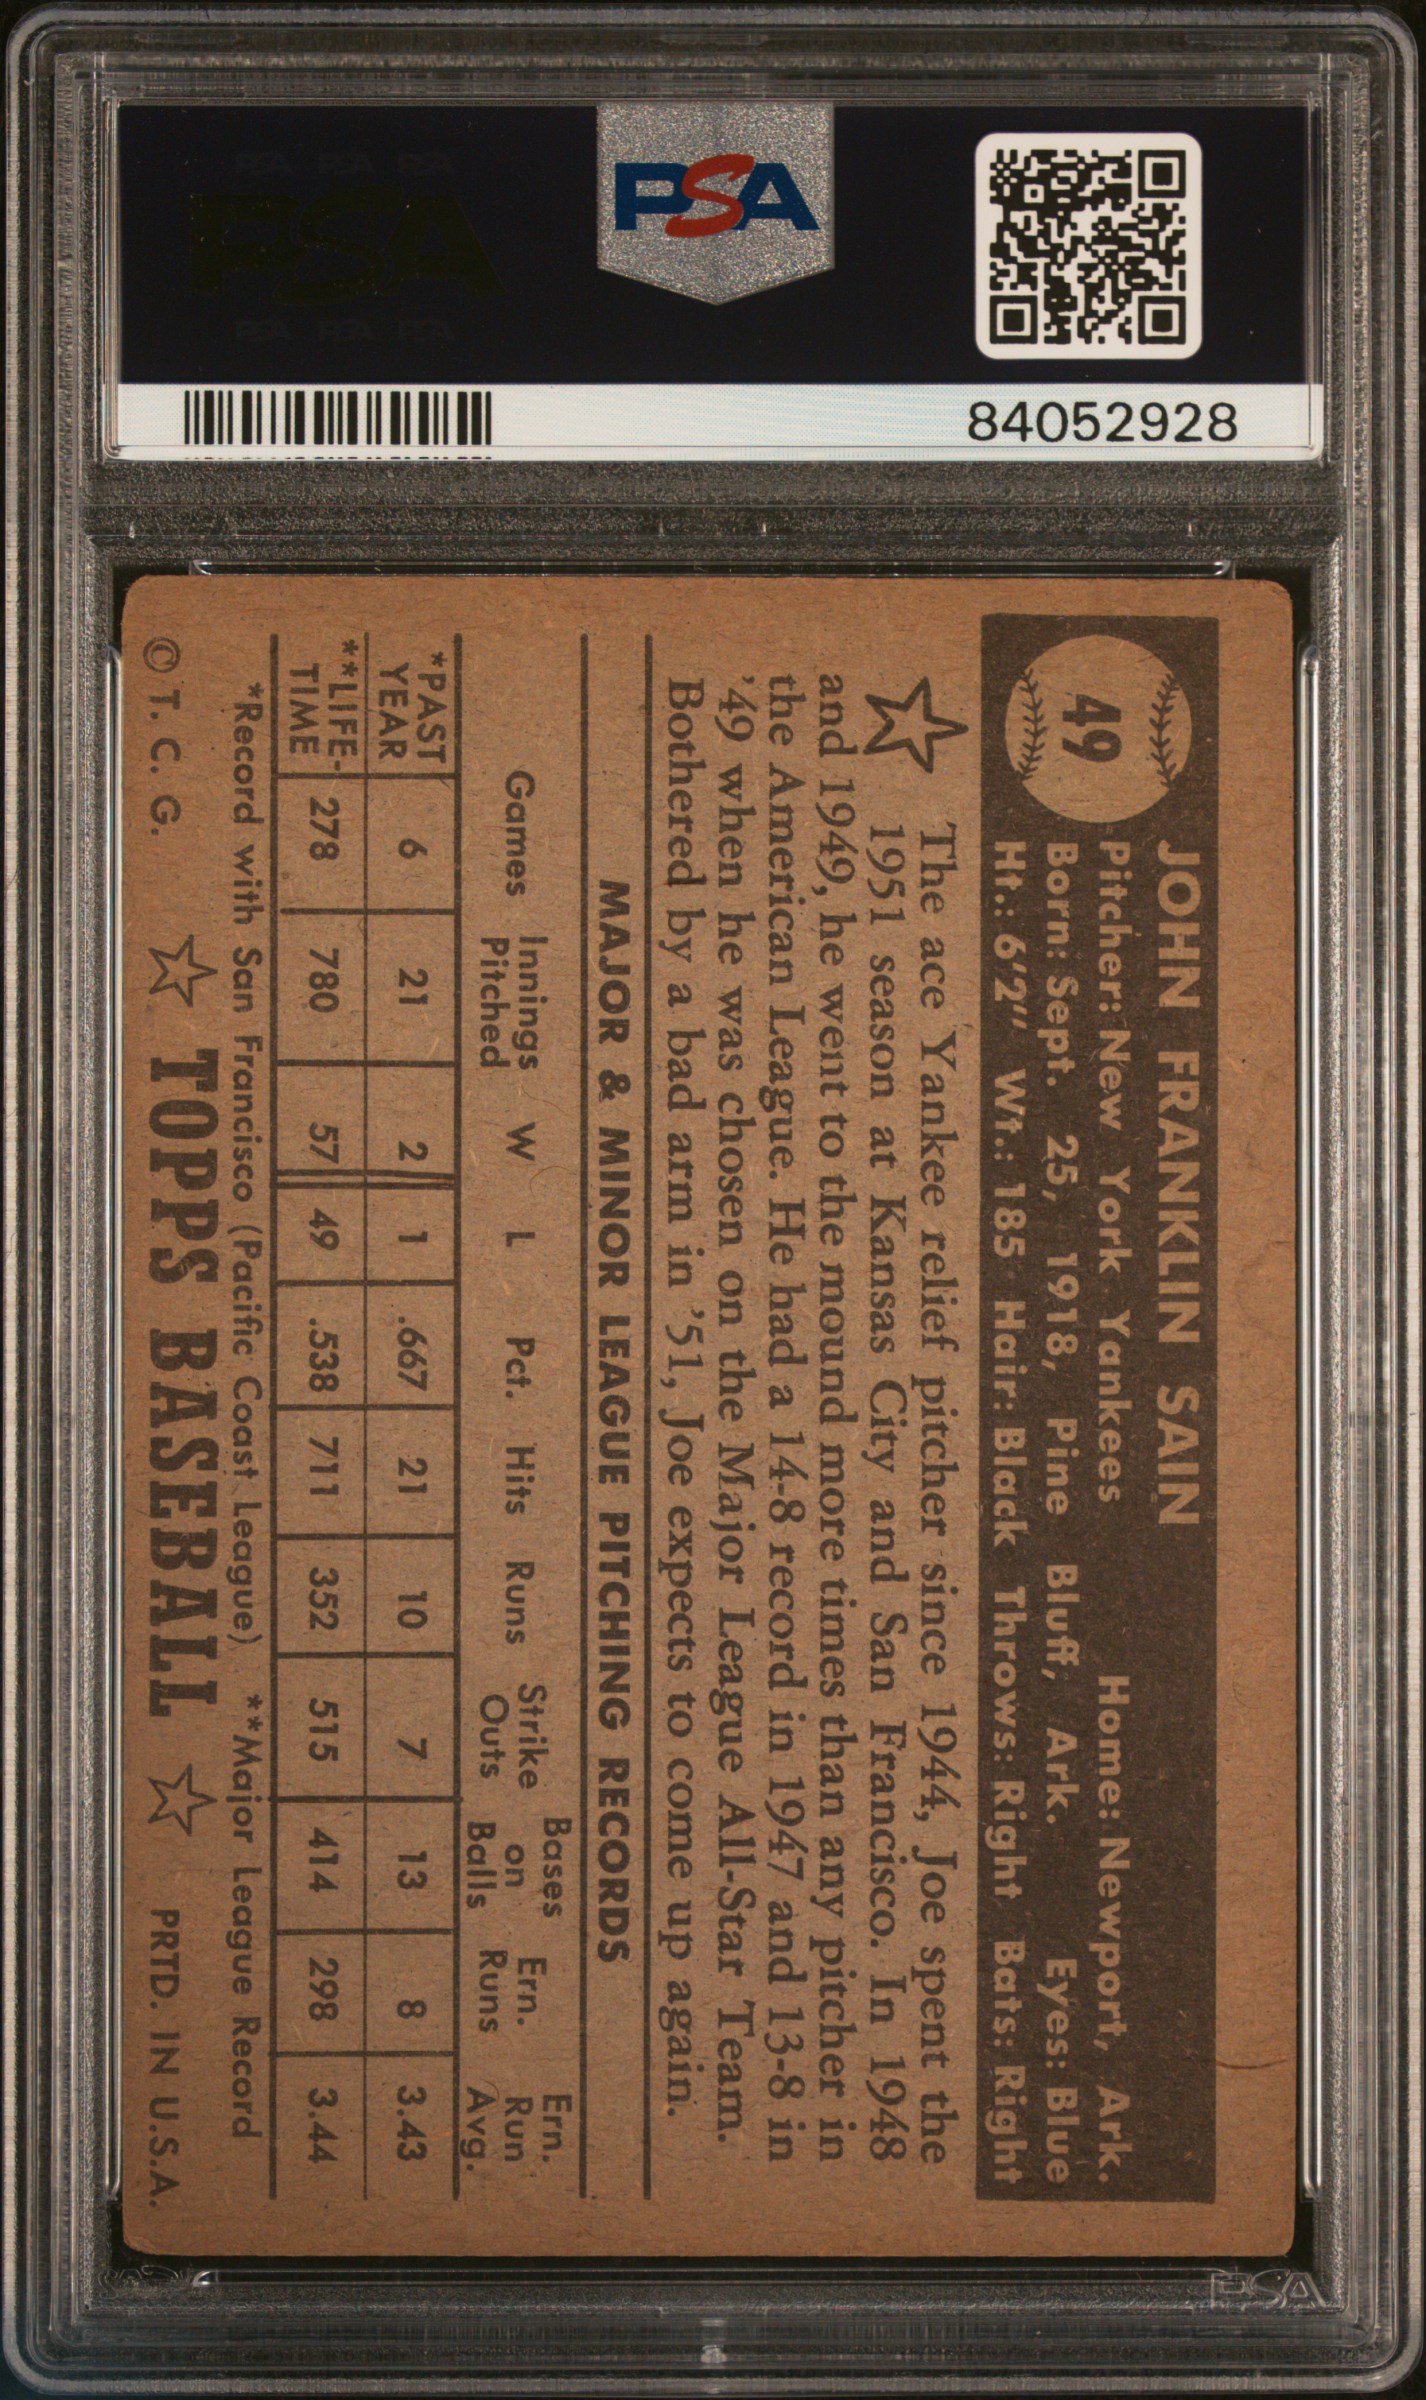 PSA PSA PSA
PSA
PSA PSA PSA
PSA
84052928
49
JOHN FRANKLIN SAIN
Pitcher: New York Yankees Home: Newport, Ark.
Born: Sept. 25, 1918, Pine Bluff, Ark. Eyes: Blue
Ht.: 6'2" Wt.: 185 Hair: Black Throws: Right Bats: Right
The ace Yankee relief pitcher since 1944, Joe spent the
1951 season at Kansas City and San Francisco. In 1948
and 1949, he went to the mound more times than any pitcher in
the American League. He had a 14-8 record in 1947 and 13-8 in
'49 when he was chosen on the Major League All-Star Team.
Bothered by a bad arm in '51, Joe expects to come up again.
MAJOR & MINOR LEAGUE PITCHING RECORDS
Games Innings Pitched W L Pct. Hits Runs Strike Outs Bases on Balls Ern. Runs Ern. Run Avg.
*PAST YEAR 6 21 2 1 .667 21 10 7 13 8 3.43
**LIFE-TIME 278 780 57 49 .538 711 352 515 414 298 3.44
*Record with San Francisco (Pacific Coast League) **Major League Record
© T. C. G. TOPPS BASEBALL PRTD. IN U.S.A.
PSA